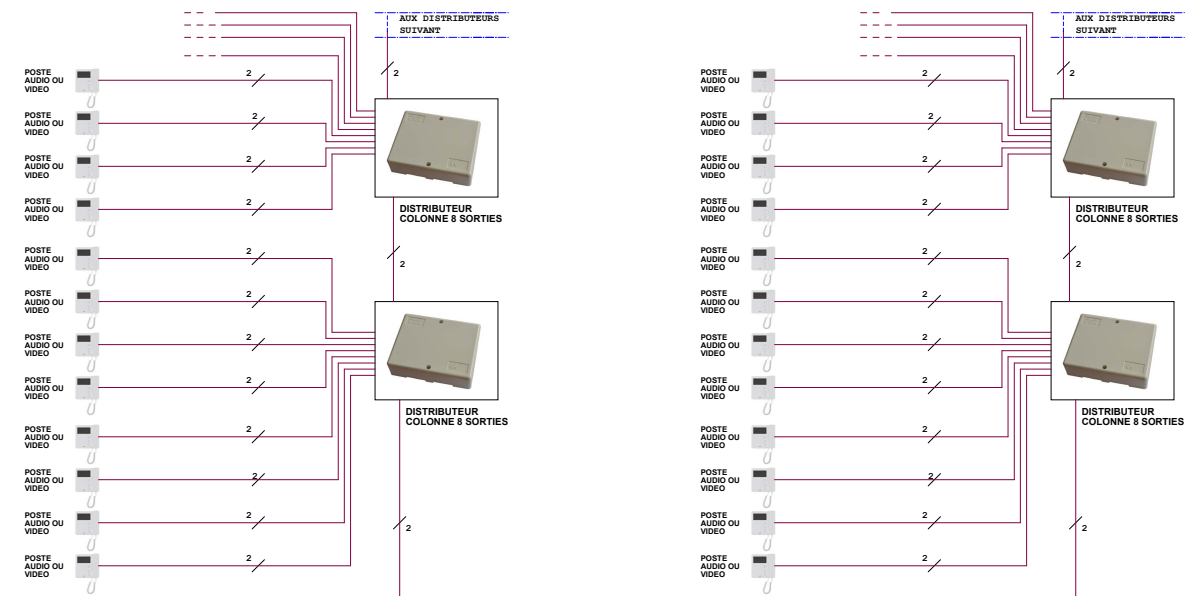 AUX DISTRIBUTEURS
SUIVANT
2
POSTE
AUDIO OU
VIDEO
2
POSTE
AUDIO OU
VIDEO
2
POSTE
AUDIO OU
VIDEO
2
POSTE
AUDIO OU
VIDEO
2
DISTRIBUTEUR
COLONNE 8 SORTIES
2
POSTE
AUDIO OU
VIDEO
2
POSTE
AUDIO OU
VIDEO
2
POSTE
AUDIO OU
VIDEO
2
POSTE
AUDIO OU
VIDEO
2
DISTRIBUTEUR
COLONNE 8 SORTIES
POSTE
AUDIO OU
VIDEO
2
POSTE
AUDIO OU
VIDEO
2
POSTE
AUDIO OU
VIDEO
2
2
POSTE
AUDIO OU
VIDEO
2
AUX DISTRIBUTEURS
SUIVANT
2
POSTE
AUDIO OU
VIDEO
2
POSTE
AUDIO OU
VIDEO
2
POSTE
AUDIO OU
VIDEO
2
POSTE
AUDIO OU
VIDEO
2
DISTRIBUTEUR
COLONNE 8 SORTIES
2
POSTE
AUDIO OU
VIDEO
2
POSTE
AUDIO OU
VIDEO
2
POSTE
AUDIO OU
VIDEO
2
POSTE
AUDIO OU
VIDEO
2
DISTRIBUTEUR
COLONNE 8 SORTIES
POSTE
AUDIO OU
VIDEO
2
POSTE
AUDIO OU
VIDEO
2
POSTE
AUDIO OU
VIDEO
2
2
POSTE
AUDIO OU
VIDEO
2